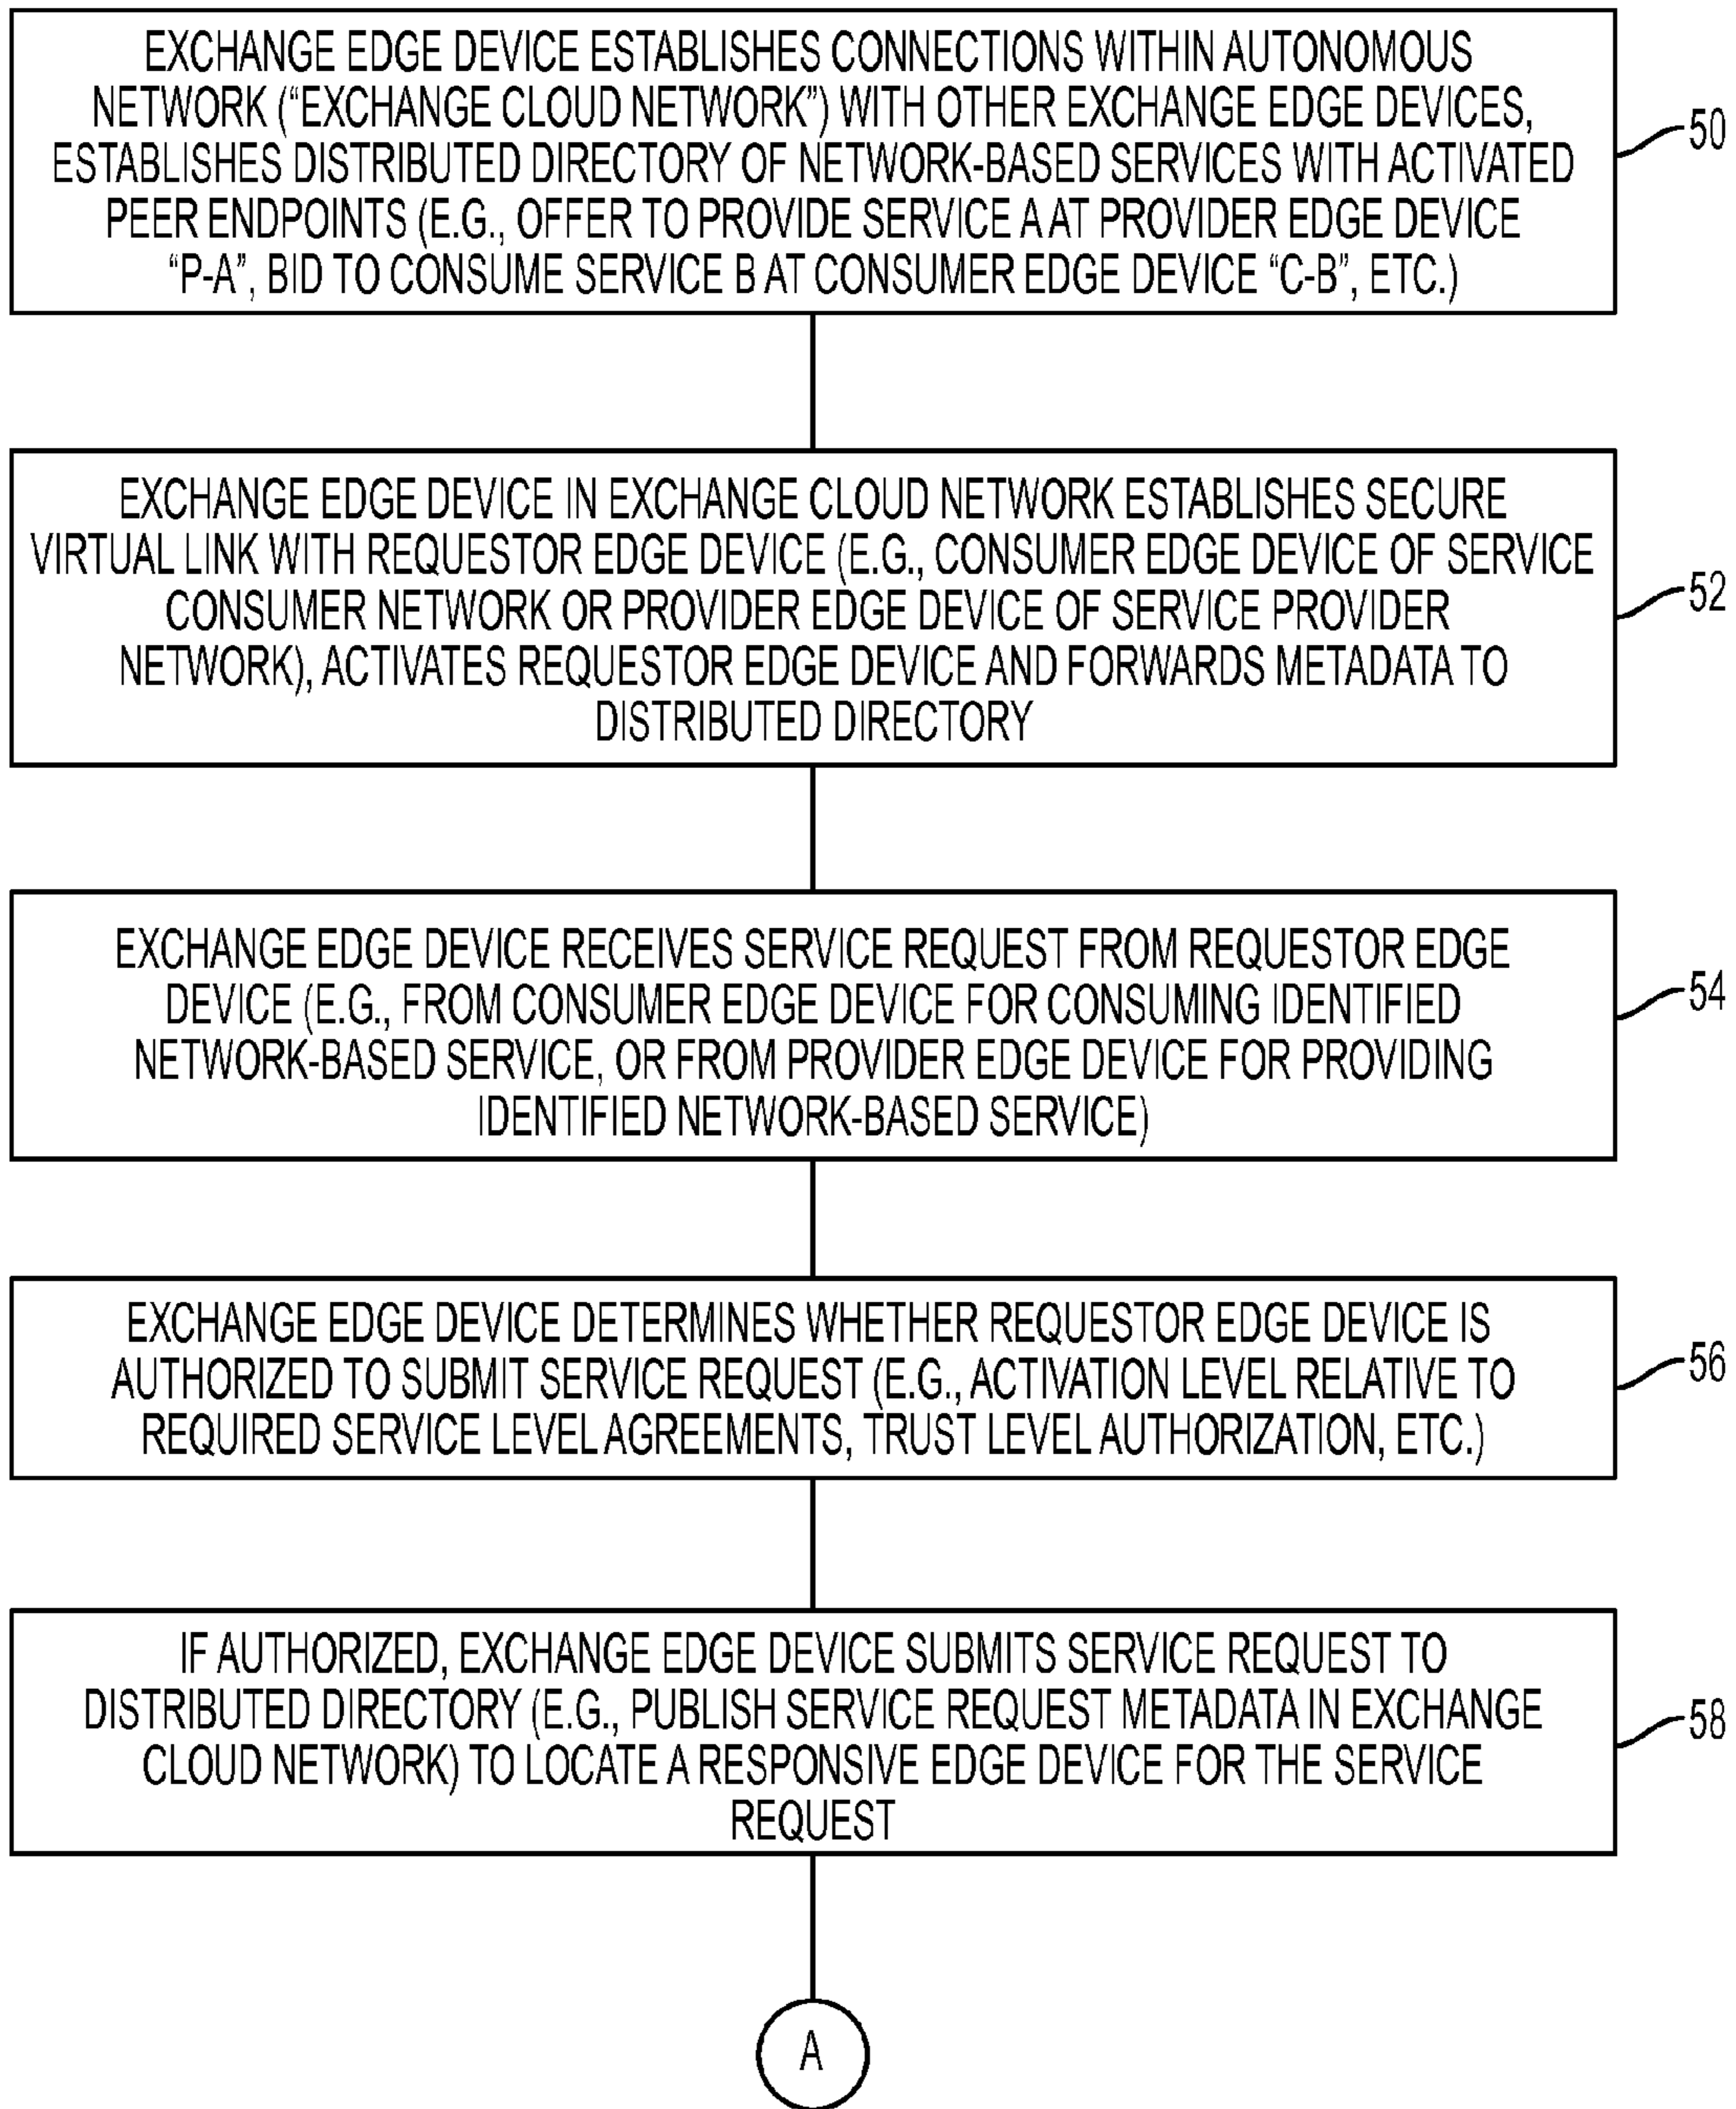 EXCHANGE EDGE DEVICE ESTABLISHES CONNECTIONS WITHIN AUTONOMOUS
NETWORK (“EXCHANGE CLOUD NETWORK”) WITH OTHER EXCHANGE EDGE DEVICES,
ESTABLISHES DISTRIBUTED DIRECTORY OF NETWORK-BASED SERVICES WITH ACTIVATED
PEER ENDPOINTS (E.G., OFFER TO PROVIDE SERVICE A AT PROVIDER EDGE DEVICE
“P-A”, BID TO CONSUME SERVICE B AT CONSUMER EDGE DEVICE “C-B”, ETC.)
50
EXCHANGE EDGE DEVICE IN EXCHANGE CLOUD NETWORK ESTABLISHES SECURE
VIRTUAL LINK WITH REQUESTOR EDGE DEVICE (E.G., CONSUMER EDGE DEVICE OF SERVICE
CONSUMER NETWORK OR PROVIDER EDGE DEVICE OF SERVICE PROVIDER
NETWORK), ACTIVATES REQUESTOR EDGE DEVICE AND FORWARDS METADATA TO
DISTRIBUTED DIRECTORY
52
EXCHANGE EDGE DEVICE RECEIVES SERVICE REQUEST FROM REQUESTOR EDGE
DEVICE (E.G., FROM CONSUMER EDGE DEVICE FOR CONSUMING IDENTIFIED
NETWORK-BASED SERVICE, OR FROM PROVIDER EDGE DEVICE FOR PROVIDING
IDENTIFIED NETWORK-BASED SERVICE)
54
EXCHANGE EDGE DEVICE DETERMINES WHETHER REQUESTOR EDGE DEVICE IS
AUTHORIZED TO SUBMIT SERVICE REQUEST (E.G., ACTIVATION LEVEL RELATIVE TO
REQUIRED SERVICE LEVEL AGREEMENTS, TRUST LEVEL AUTHORIZATION, ETC.)
56
IF AUTHORIZED, EXCHANGE EDGE DEVICE SUBMITS SERVICE REQUEST TO
DISTRIBUTED DIRECTORY (E.G., PUBLISH SERVICE REQUEST METADATA IN EXCHANGE
CLOUD NETWORK) TO LOCATE A RESPONSIVE EDGE DEVICE FOR THE SERVICE
REQUEST
58
A